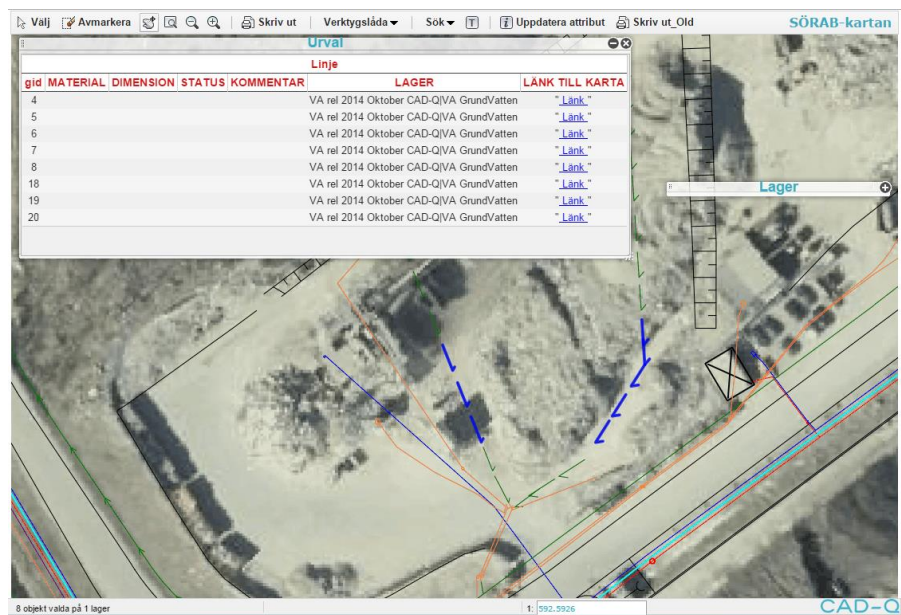 Välj Avmarkera Skriv ut Verktygslåda Sök T i Uppdatera attribut Skriv ut_Old SÖRAB-kartan
Urval
Linje
gid MATERIAL DIMENSION STATUS KOMMENTAR LAGER LÄNK TILL KARTA
4 VA rel 2014 Oktober CAD-Q|VA GrundVatten " Länk "
5 VA rel 2014 Oktober CAD-Q|VA GrundVatten " Länk "
6 VA rel 2014 Oktober CAD-Q|VA GrundVatten " Länk "
7 VA rel 2014 Oktober CAD-Q|VA GrundVatten " Länk "
8 VA rel 2014 Oktober CAD-Q|VA GrundVatten " Länk "
18 VA rel 2014 Oktober CAD-Q|VA GrundVatten " Länk "
19 VA rel 2014 Oktober CAD-Q|VA GrundVatten " Länk "
20 VA rel 2014 Oktober CAD-Q|VA GrundVatten " Länk "
Lager
8 objekt valda på 1 lager 1: 592.5926 CAD-Q